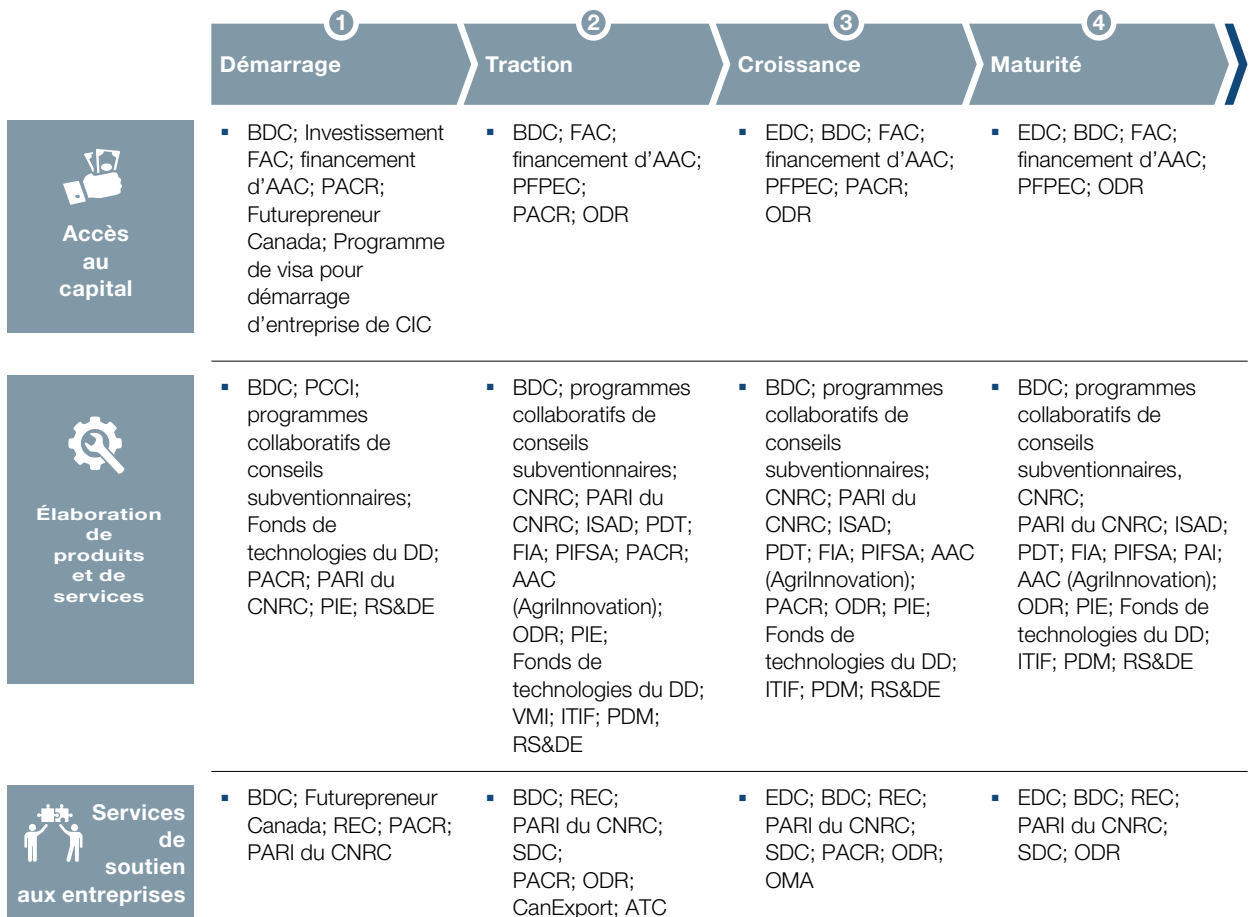 1
2
3
4
Démarrage
Traction
Croissance
Maturité
Accès
au
capital
▪ BDC; Investissement
FAC; financement
d'AAC; PACR;
Futurepreneur
Canada; Programme
de visa pour
démarrage
d'entreprise de CIC
▪ BDC; FAC;
financement d'AAC;
PFPEC;
PACR; ODR
▪ EDC; BDC; FAC;
financement d'AAC;
PFPEC; PACR;
ODR
▪ EDC; BDC; FAC;
financement d'AAC;
PFPEC; ODR
Élaboration
de
produits
et de
services
▪ BDC; PCCI;
programmes
collaboratifs de
conseils
subventionnaires;
Fonds de
technologies du DD;
PACR; PARI du
CNRC; PIE; RS&DE
▪ BDC; programmes
collaboratifs de
conseils
subventionnaires;
CNRC; PARI du
CNRC; ISAD; PDT;
FIA; PIFSA; PACR;
AAC
(AgriInnovation);
ODR; PIE;
Fonds de
technologies du DD;
VMI; ITIF; PDM;
RS&DE
▪ BDC; programmes
collaboratifs de
conseils
subventionnaires;
CNRC; PARI du
CNRC; ISAD;
PDT; FIA; PIFSA; AAC
(AgriInnovation);
PACR; ODR; PIE;
Fonds de
technologies du DD;
ITIF; PDM; RS&DE
▪ BDC; programmes
collaboratifs de
conseils
subventionnaires,
CNRC;
PARI du CNRC; ISAD;
PDT; FIA; PIFSA; PAI;
AAC (AgriInnovation);
ODR; PIE; Fonds de
technologies du DD;
ITIF; PDM; RS&DE
Services
de
soutien
aux entreprises
▪ BDC; Futurepreneur
Canada; REC; PACR;
PARI du CNRC
▪ BDC; REC;
PARI du CNRC;
SDC;
PACR; ODR;
CanExport; ATC
▪ EDC; BDC; REC;
PARI du CNRC;
SDC; PACR; ODR;
OMA
▪ EDC; BDC; REC;
PARI du CNRC;
SDC; ODR